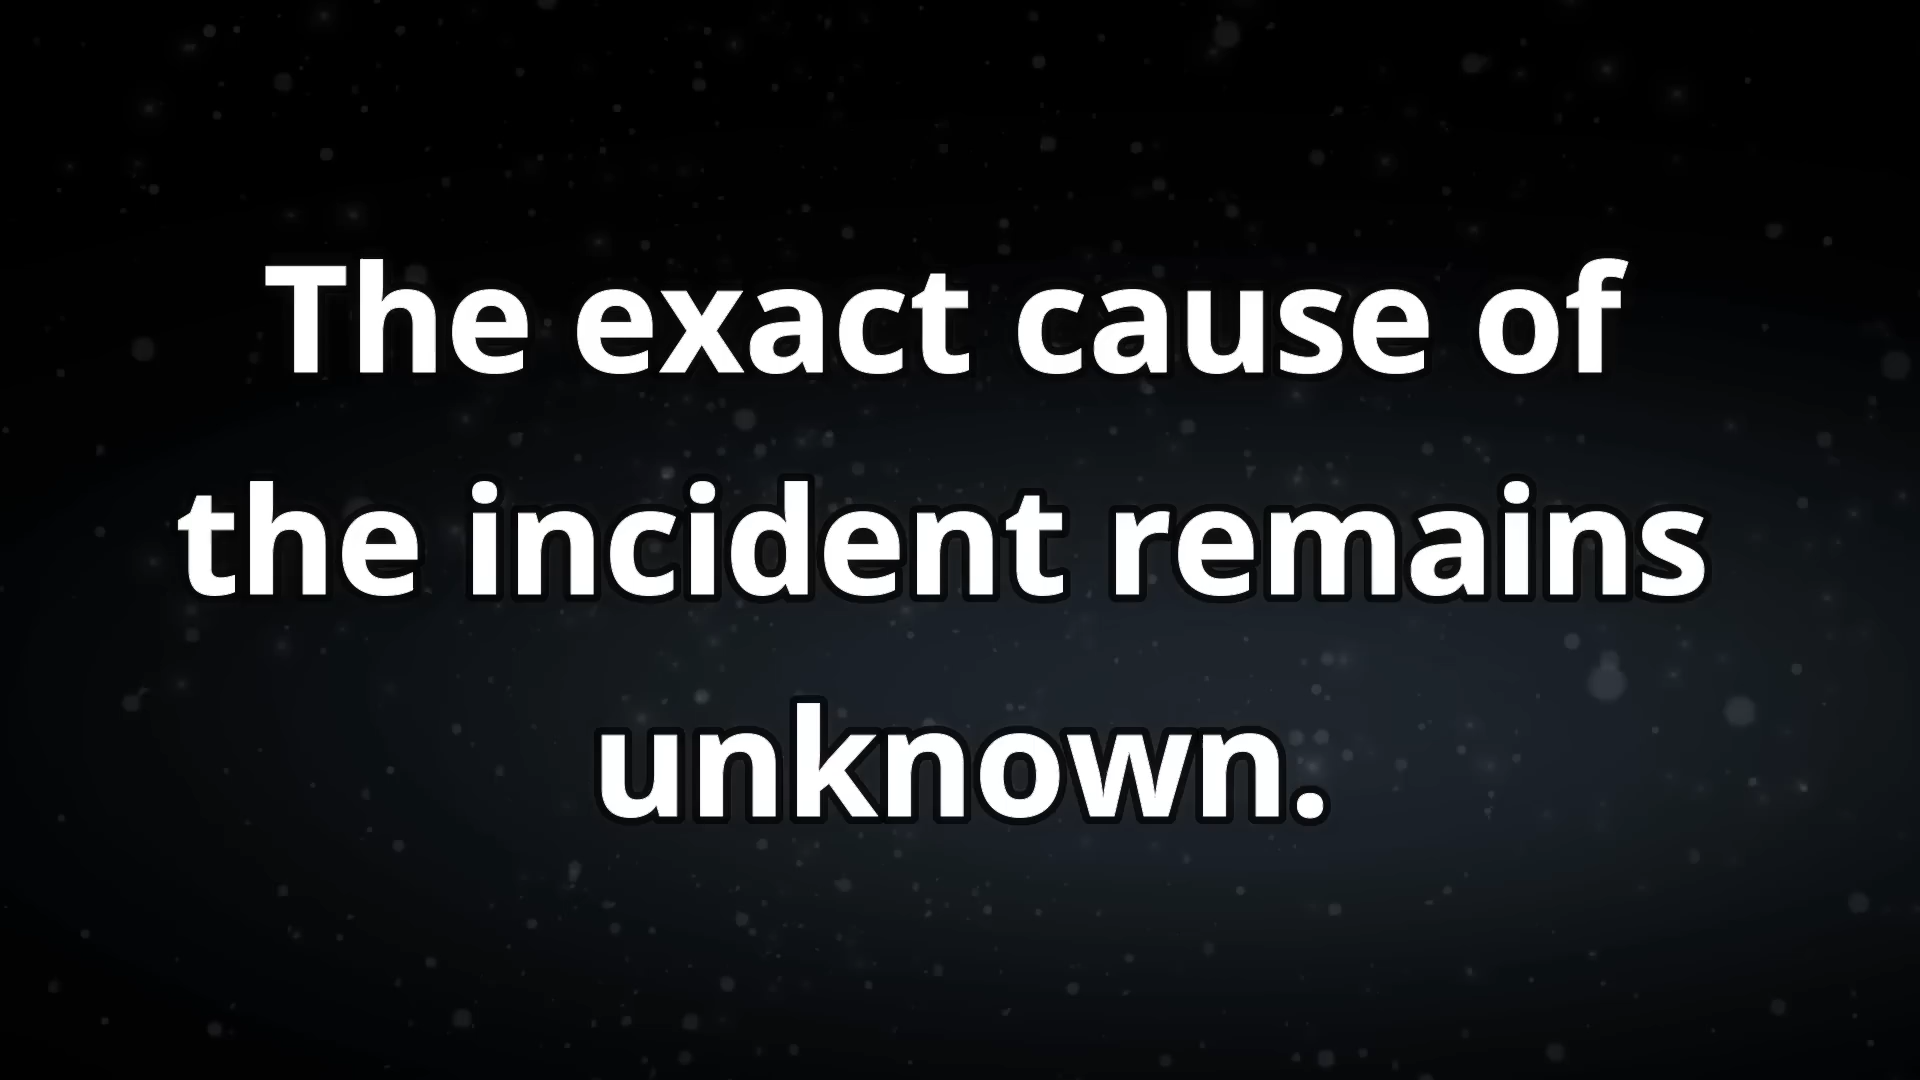 The exact cause of
the incident remains
unknown.